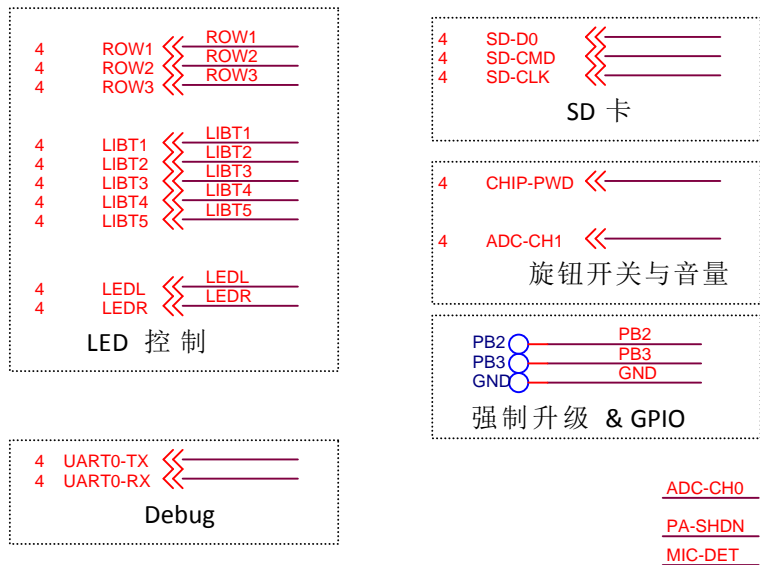 4 ROW1 ROW1
4 ROW2 ROW2
4 ROW3 ROW3
4 LIBT1 LIBT1
4 LIBT2 LIBT2
4 LIBT3 LIBT3
4 LIBT4 LIBT4
4 LIBT5 LIBT5
4 LEDL LEDL
4 LEDR LEDR
LED 控制
4 UART0-TX
4 UART0-RX
Debug
4 SD-D0
4 SD-CMD
4 SD-CLK
SD 卡
4 CHIP-PWD
4 ADC-CH1
旋钮开关与音量
PB2 PB2
PB3 PB3
GND GND
强制升级 & GPIO
ADC-CH0
PA-SHDN
MIC-DET